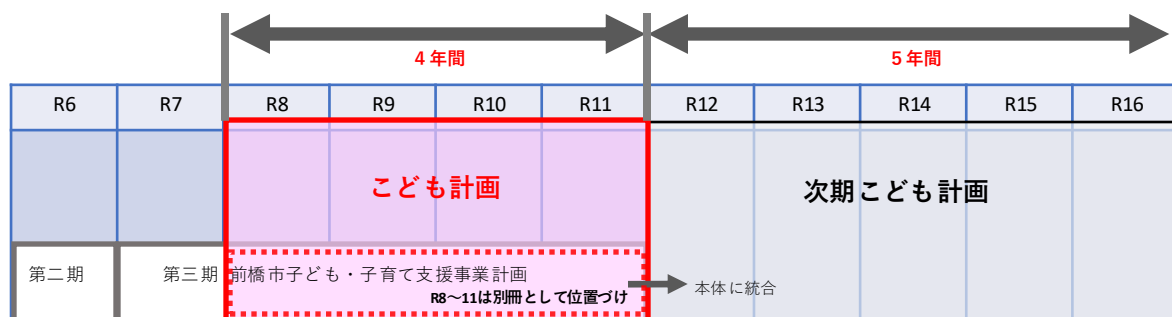 4年間
5年間
R6 R7 R8 R9 R10 R11 R12 R13 R14 R15 R16
こども計画
次期こども計画
第二期
第三期 前橋市子ども・子育て支援事業計画
R8～11は別冊として位置づけ
本体に統合